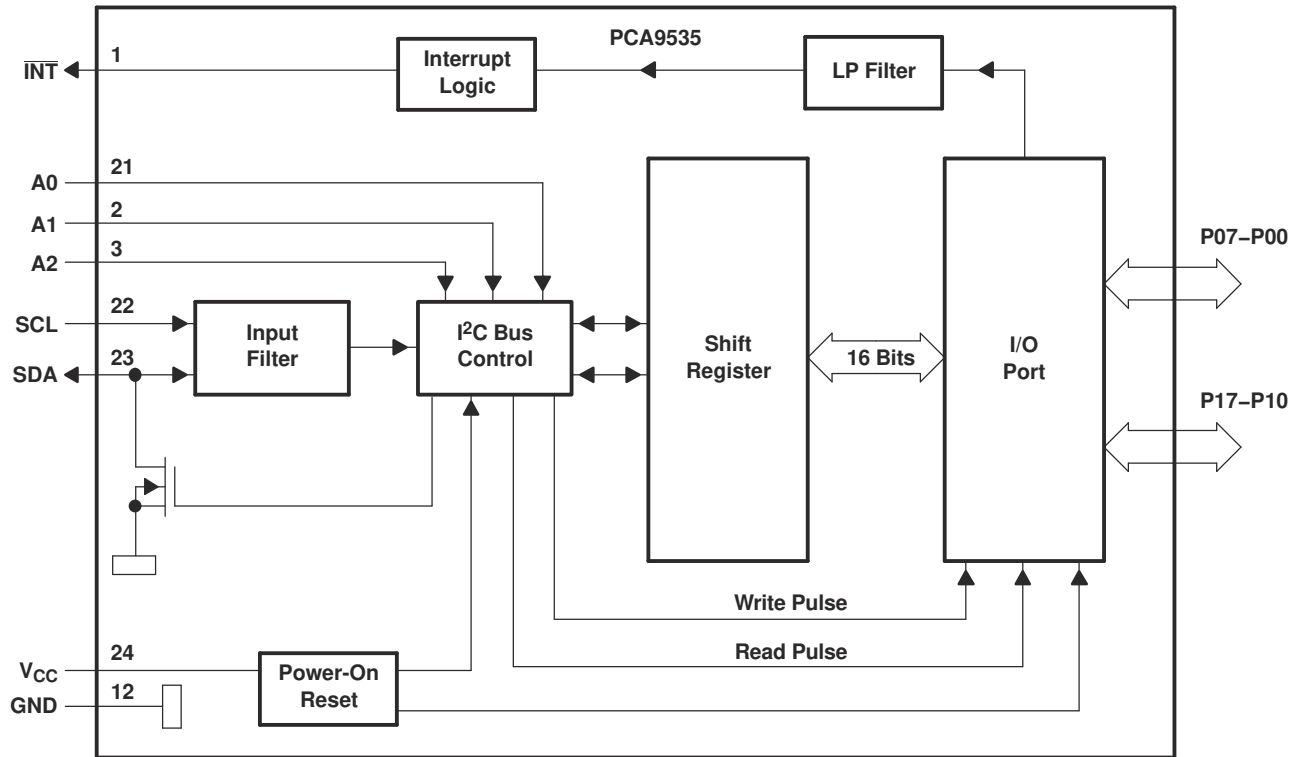 PCA9535
INT
1
Interrupt
Logic
LP Filter
A0
21
A1
2
A2
3
SCL
22
SDA
23
Input
Filter
I²C Bus
Control
Shift
Register
16 Bits
I/O
Port
P07–P00
P17–P10
Write Pulse
Read Pulse
VCC
24
GND
12
Power-On
Reset